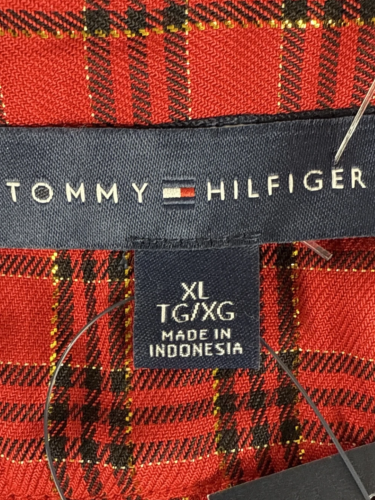 TOMMY HILFIGER
XL
TG/XG
MADE IN
INDONESIA